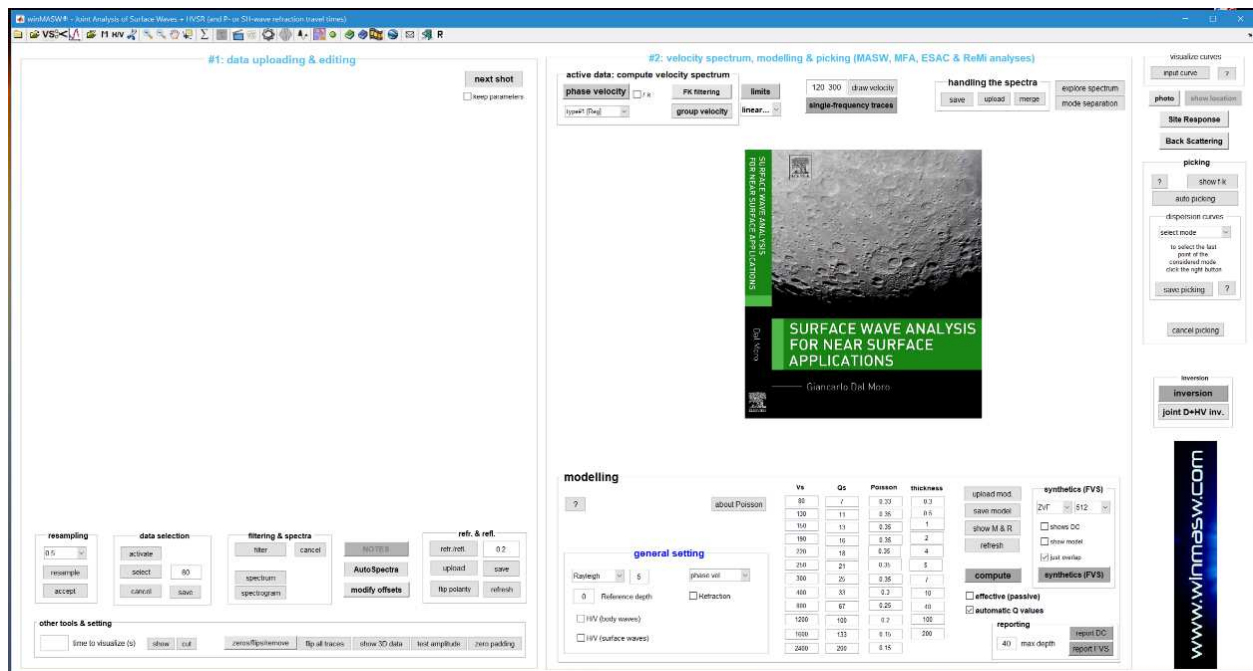 winMASW® - Joint Analysis of Surface Waves + HVSR (and P- or SH-wave refraction travel times)
VS M H/V Σ R
#1: data uploading & editing
next shot
keep parameters
resampling
0.5
resample
accept
data selection
activate
select 80
cancel save
filtering & spectra
filter cancel
spectrum
spectrogram
NOTES
AutoSpectra
modify offsets
refr. & refl.
refr./refl. 0.2
upload save
flip polarity refresh
other tools & setting
time to visualize (s) show cut zeros/flips/remove flip all traces show 3D data test amplitude zero padding
#2: velocity spectrum, modelling & picking (MASW, MFA, ESAC & ReMi analyses)
active data: compute velocity spectrum
phase velocity FK filtering
group velocity
limits
linear...
120 300 draw velocity
single-frequency traces
handling the spectra
save upload merge
explore spectrum
mode separation
SURFACE WAVE
ANALYSIS
FOR NEAR SURFACE
APPLICATIONS
Dal Moro
SURFACE WAVE ANALYSIS
FOR NEAR SURFACE
APPLICATIONS
Giancarlo Dal Moro
modelling
? about Poisson
general setting
Rayleigh 5 phase vel
0 Reference depth
H/V (body waves)
H/V (surface waves)
Vs Qs Poisson thickness
80 7 0.33 0.3
130 11 0.35 0.5
150 13 0.35 1
190 16 0.35 2
220 18 0.35 4
250 21 0.35 5
300 25 0.35 7
400 33 0.3 10
800 67 0.25 40
1200 100 0.2 100
1600 133 0.15 200
2400 200 0.15
upload mod.
save model
show M & R
refresh
compute
effective (passive)
automatic Q values
synthetics (FVS)
ZVF 512
shows DC
show model
just overlap
synthetics (FVS)
reporting
40 max depth
report DC
report FVS
visualize curves
input curve ?
photo show location
Site Response
Back Scattering
picking
? show f-k
auto picking
dispersion curves
select mode
to select the last
point of the
considered mode
click the right button
save picking ?
cancel picking
inversion
inversion
joint D+HV inv.
www.winmasw.com